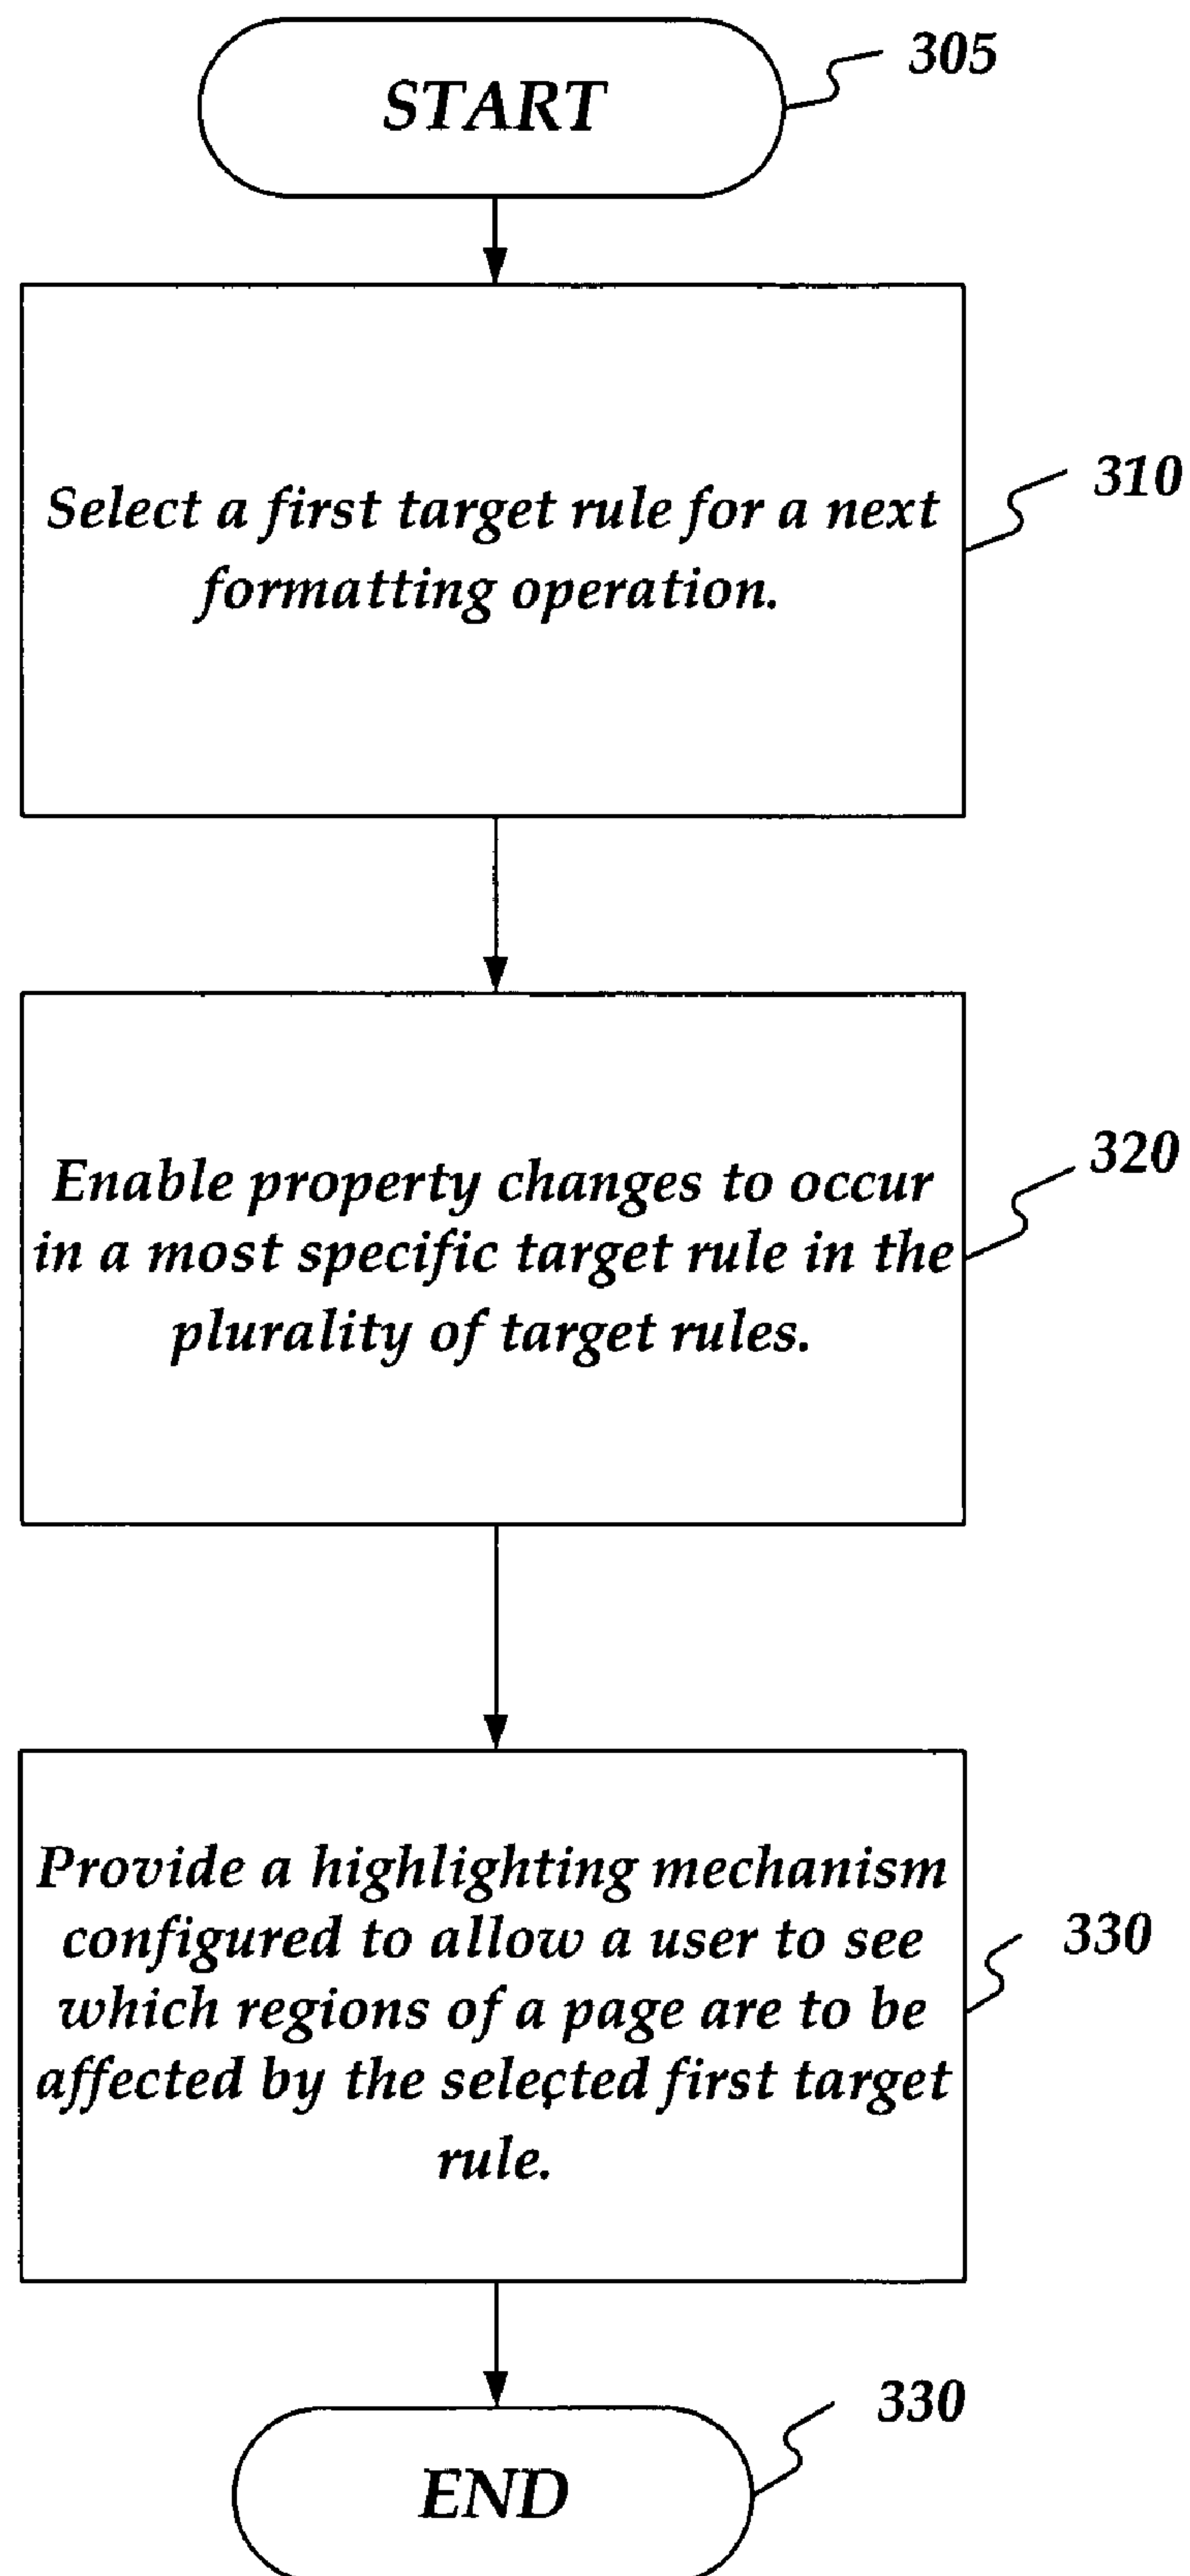 START
305
Select a first target rule for a next
formatting operation.
310
Enable property changes to occur
in a most specific target rule in the
plurality of target rules.
320
Provide a highlighting mechanism
configured to allow a user to see
which regions of a page are to be
affected by the selected first target
rule.
330
END
330